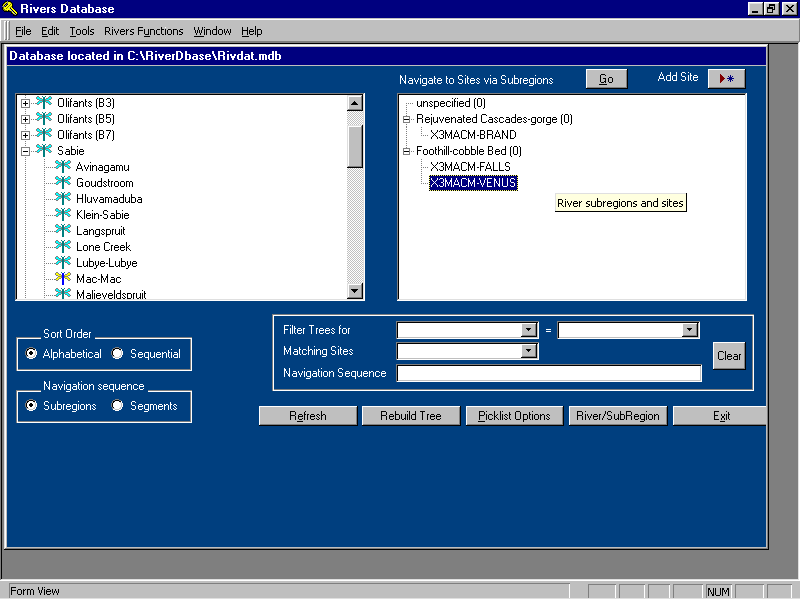 Rivers Database
File Edit Tools Rivers Functions Window Help
Database located in C:\RiverDbase\Rivdat.mdb
Navigate to Sites via Subregions Go Add Site
Olifants (B3)
Olifants (B5)
Olifants (B7)
Sabie
Avinagamu
Goudstroom
Hluvamaduba
Klein-Sabie
Langspruit
Lone Creek
Lubye-Lubye
Mac-Mac
Malieveldspruit
unspecified (0)
Rejuvenated Cascades-gorge (0)
X3MACM-BRAND
Foothill-cobble Bed (0)
X3MACM-FALLS
X3MACM-VENUS
River subregions and sites
Sort Order
Alphabetical Sequential
Navigation sequence
Subregions Segments
Filter Trees for =
Matching Sites
Navigation Sequence
Clear
Refresh Rebuild Tree Picklist Options River/SubRegion Exit
Form View NUM